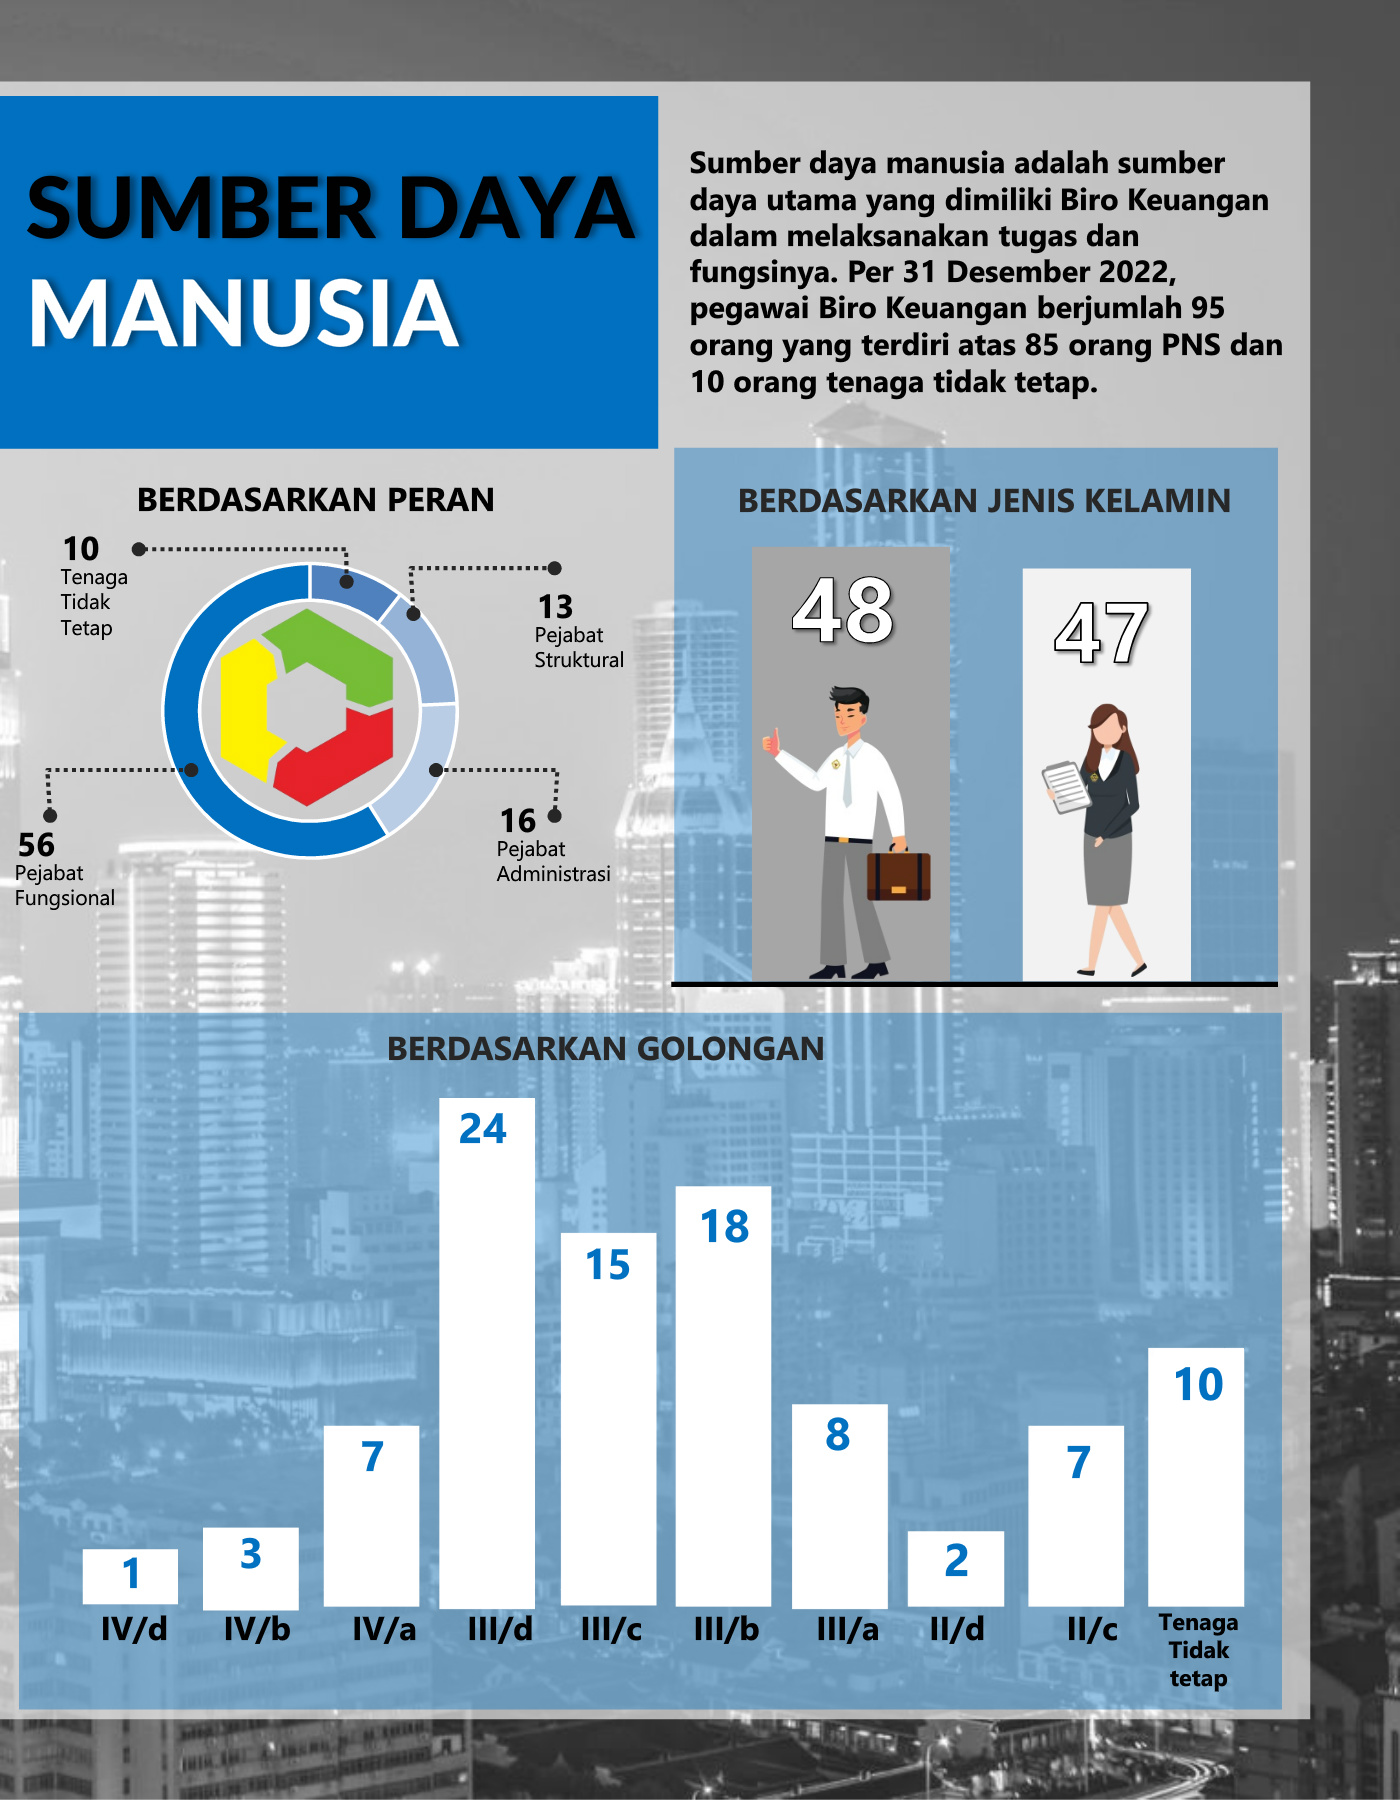 SUMBER DAYA
MANUSIA
Sumber daya manusia adalah sumber
daya utama yang dimiliki Biro Keuangan
dalam melaksanakan tugas dan
fungsinya. Per 31 Desember 2022,
pegawai Biro Keuangan berjumlah 95
orang yang terdiri atas 85 orang PNS dan
10 orang tenaga tidak tetap.
BERDASARKAN PERAN
10
Tenaga
Tidak
Tetap
13
Pejabat
Struktural
56
Pejabat
Fungsional
16
Pejabat
Administrasi
BERDASARKAN JENIS KELAMIN
48
47
BERDASARKAN GOLONGAN
1
3
7
24
15
18
8
2
7
10
IV/d
IV/b
IV/a
III/d
III/c
III/b
III/a
II/d
II/c
Tenaga
Tidak
tetap